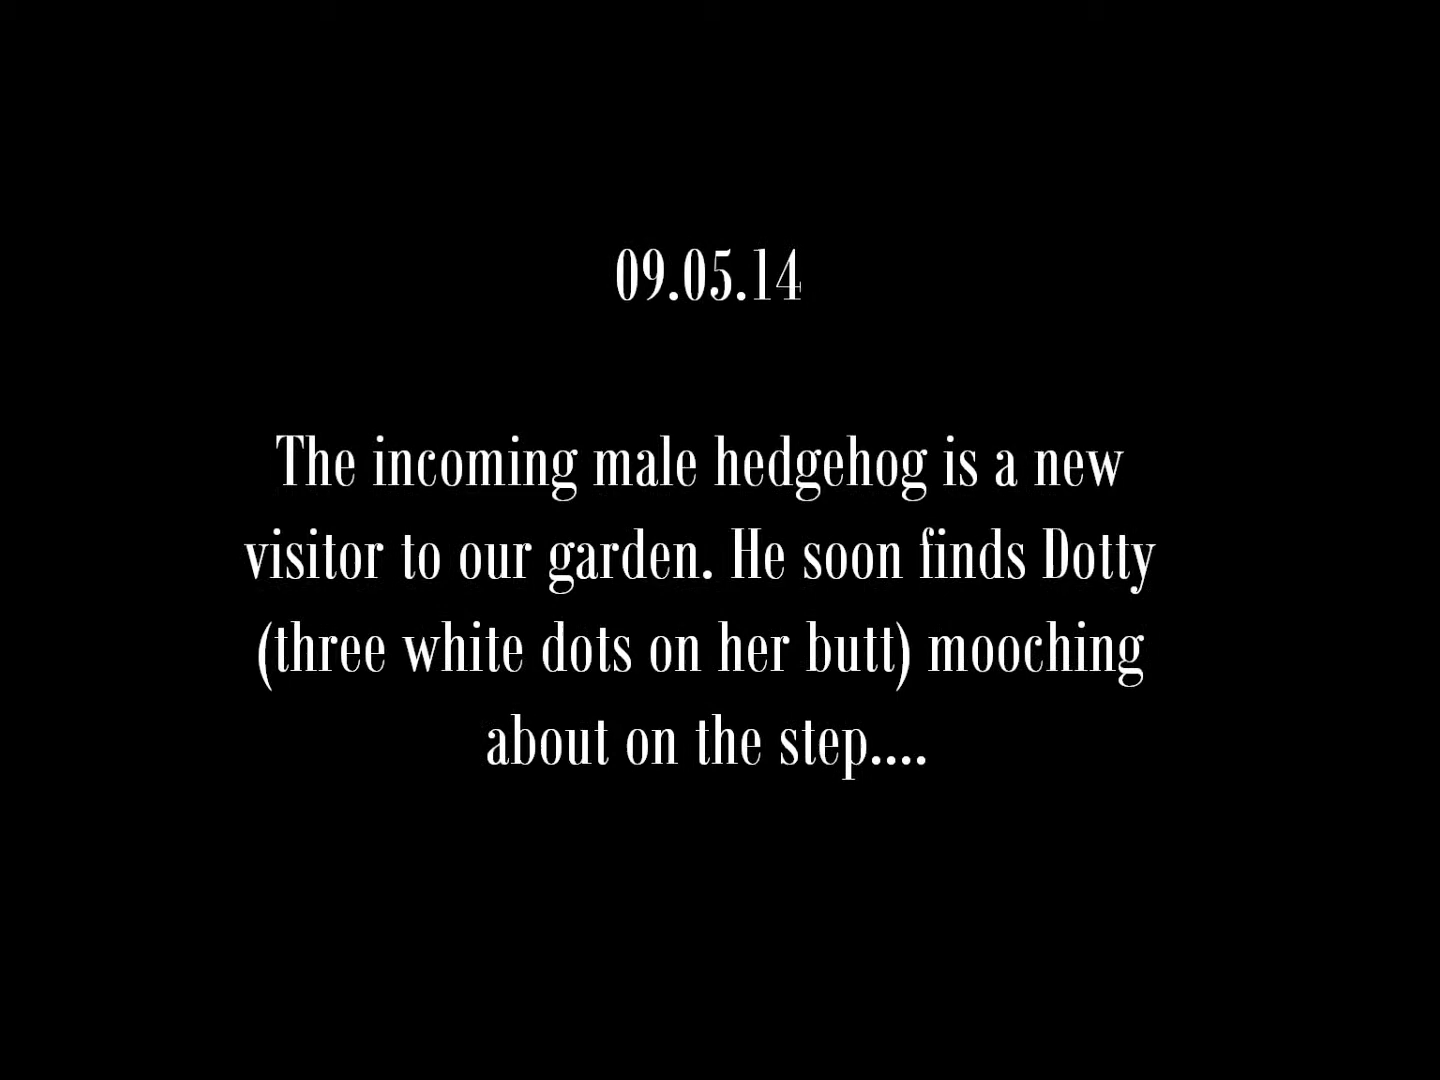 09.05.14
The incoming male hedgehog is a new
visitor to our garden. He soon finds Dotty
(three white dots on her butt) mooching
about on the step....